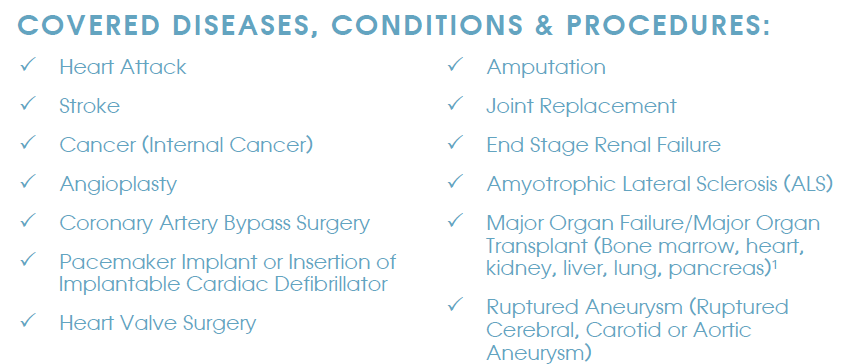 COVERED DISEASES, CONDITIONS & PROCEDURES:
✓ Heart Attack
✓ Stroke
✓ Cancer (Internal Cancer)
✓ Angioplasty
✓ Coronary Artery Bypass Surgery
✓ Pacemaker Implant or Insertion of
Implantable Cardiac Defibrillator
✓ Heart Valve Surgery
✓ Amputation
✓ Joint Replacement
✓ End Stage Renal Failure
✓ Amyotrophic Lateral Sclerosis (ALS)
✓ Major Organ Failure/Major Organ
Transplant (Bone marrow, heart,
kidney, liver, lung, pancreas)¹
✓ Ruptured Aneurysm (Ruptured
Cerebral, Carotid or Aortic
Aneurysm)